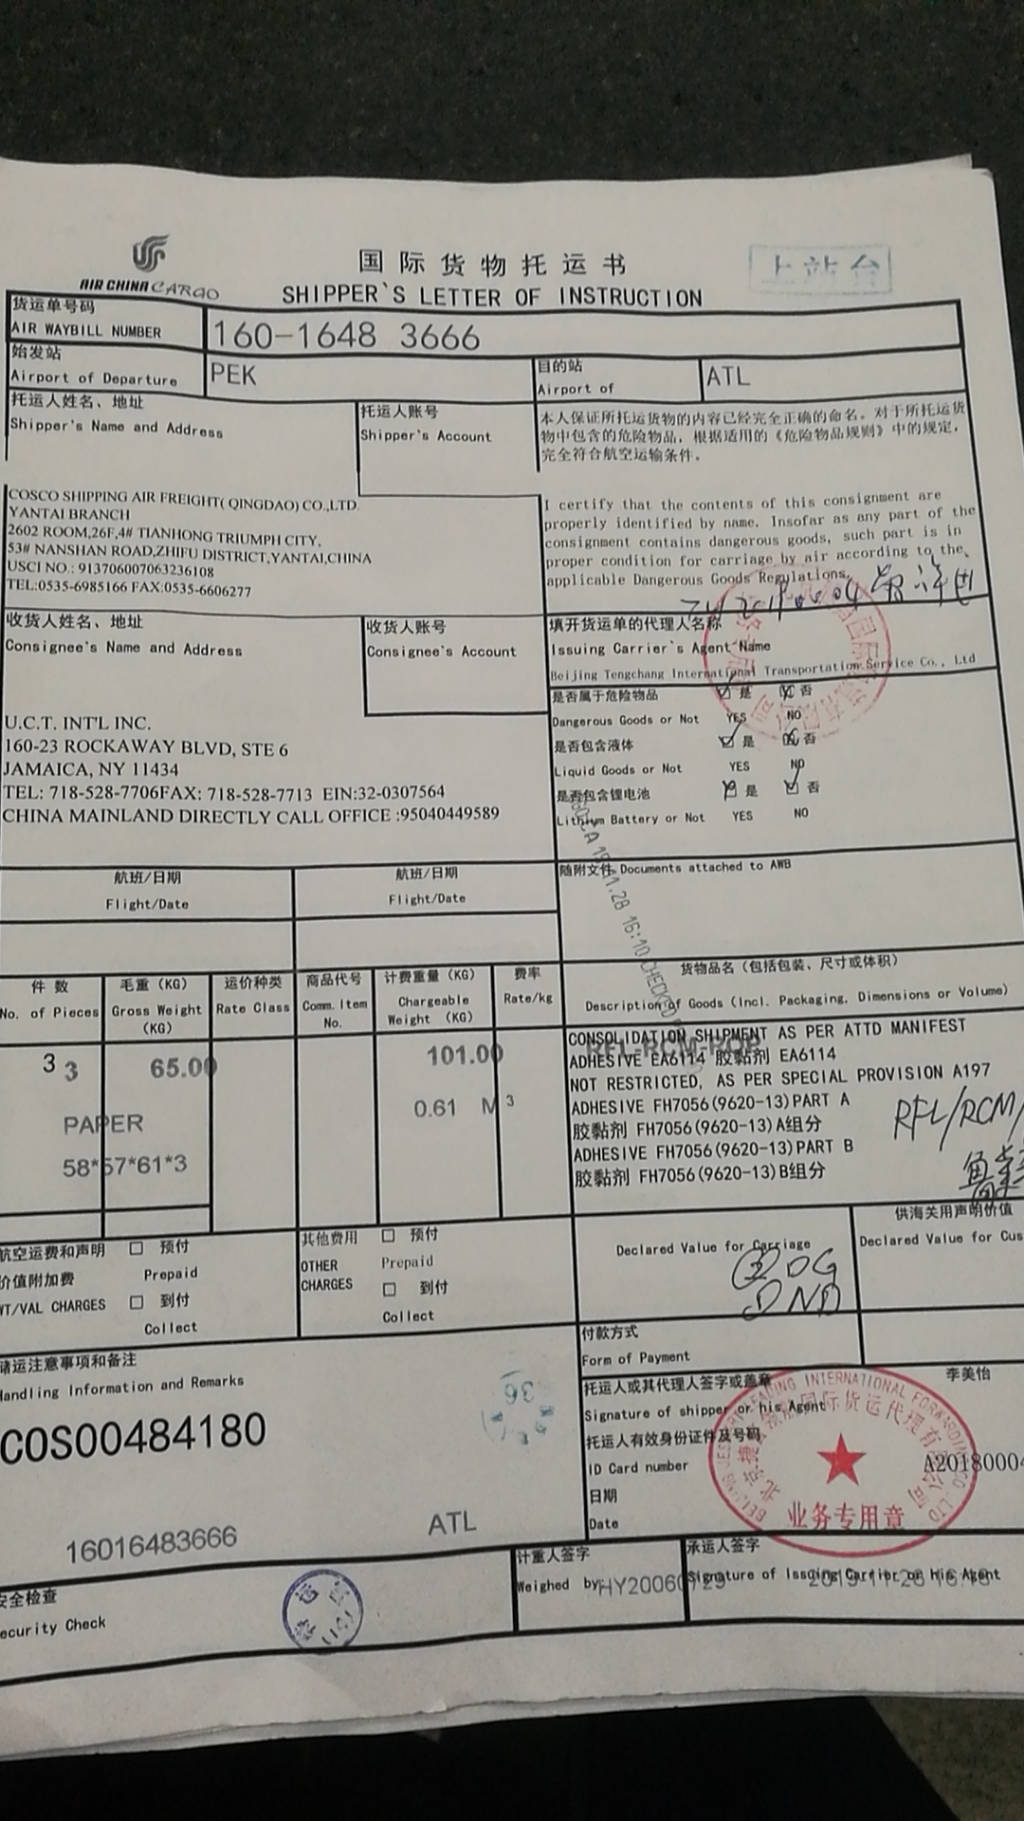 国际货物托运书
上站台
AIR CHINA CARGO
SHIPPER`S LETTER OF INSTRUCTION
货运单号码
AIR WAYBILL NUMBER
160-1648 3666
始发站
Airport of Departure
PEK
目的站
Airport of
ATL
托运人姓名、地址
Shipper's Name and Address
托运人账号
Shipper's Account
本人保证所托运货物的内容已经完全正确的命名。对于所托运货
物中包含的危险物品，根据适用的《危险物品规则》中的规定，
完全符合航空运输条件。
COSCO SHIPPING AIR FREIGHT( QINGDAO) CO.,LTD.
YANTAI BRANCH
2602 ROOM,26F,4# TIANHONG TRIUMPH CITY,
53# NANSHAN ROAD,ZHIFU DISTRICT,YANTAI,CHINA
USCI NO.: 913706007063236108
TEL:0535-6985166 FAX:0535-6606277
I certify that the contents of this consignment are
properly identified by name. Insofar as any part of the
consignment contains dangerous goods, such part is in
proper condition for carriage by air according to the
applicable Dangerous Goods Regulations.
收货人姓名、地址
Consignee's Name and Address
收货人账号
Consignee's Account
填开货运单的代理人名称
Issuing Carrier's Agent Name
Beijing Tengchang International Transportation Service Co., Ltd
U.C.T. INT'L INC.
160-23 ROCKAWAY BLVD, STE 6
JAMAICA, NY 11434
TEL: 718-528-7706FAX: 718-528-7713 EIN:32-0307564
CHINA MAINLAND DIRECTLY CALL OFFICE :95040449589
是否属于危险物品 是 否
Dangerous Goods or Not YES NO
是否包含液体 是 否
Liquid Goods or Not YES NO
是否包含锂电池 是 否
Lithium Battery or Not YES NO
16:10 CHECKED
航班/日期
Flight/Date
航班/日期
Flight/Date
随附文件 Documents attached to AWB
件 数
No. of Pieces
毛重 (KG)
Gross Weight
(KG)
运价种类
Rate Class
商品代号
Comm. Item
No.
计费重量 (KG)
Chargeable
Weight (KG)
费率
Rate/kg
货物品名（包括包装、尺寸或体积）
Description of Goods (Incl. Packaging, Dimensions or Volume)
3 3
65.00
101.00
0.61 M 3
PAPER
58*57*61*3
CONSOLIDATION SHIPMENT AS PER ATTD MANIFEST
RFL-RCM-ROP
ADHESIVE EA6114 胶黏剂 EA6114
NOT RESTRICTED, AS PER SPECIAL PROVISION A197
ADHESIVE FH7056(9620-13)PART A
胶黏剂 FH7056(9620-13)A组分
ADHESIVE FH7056(9620-13)PART B
胶黏剂 FH7056(9620-13)B组分
RFL/RCM/
航空运费和声明
价值附加费
WT/VAL CHARGES
预付
Prepaid
到付
Collect
其他费用
OTHER
CHARGES
预付
Prepaid
到付
Collect
Declared Value for Carriage
供海关用声明价值
Declared Value for Cus
付款方式
Form of Payment
储运注意事项和备注
Handling Information and Remarks
COS00484180
36
16016483666
ATL
托运人或其代理人签字或盖章
Signature of shipper or his Agent
李美怡
托运人有效身份证件及号码
ID Card number
A2018000
日期
Date
业务专用章
安全检查
Security Check
计重人签字
Weighed by
承运人签字
Signature of Issuing Carrier or His Agent